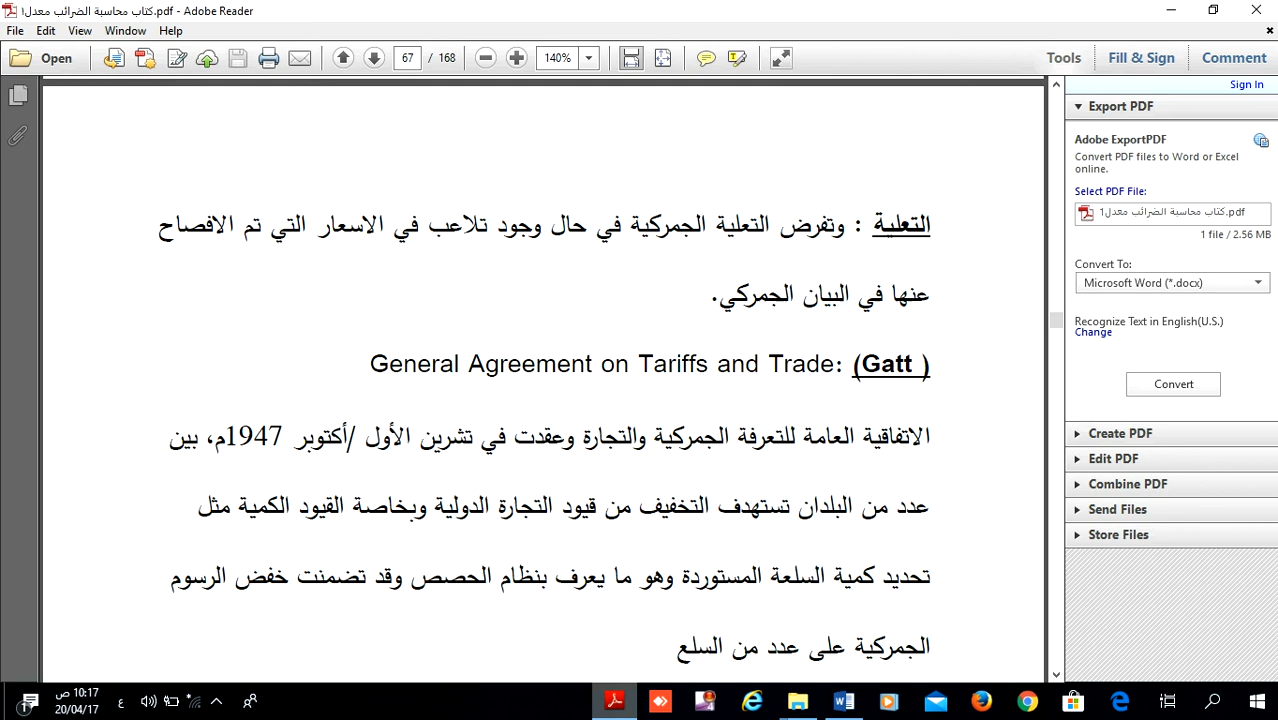 كتاب محاسبة الضرائب معدل1.pdf - Adobe Reader
File Edit View Window Help
Open 67 / 168 140% Tools Fill & Sign Comment
Sign In
Export PDF
Adobe ExportPDF
Convert PDF files to Word or Excel
online.
Select PDF File:
كتاب محاسبة الضرائب معدل1.pdf
1 file / 2.56 MB
Convert To:
Microsoft Word (*.docx)
Recognize Text in English(U.S.)
Change
Convert
Create PDF
Edit PDF
Combine PDF
Send Files
Store Files
التعلية : وتفرض التعلية الجمركية في حال وجود تلاعب في الاسعار التي تم الافصاح
عنها في البيان الجمركي.
General Agreement on Tariffs and Trade: (Gatt )
الاتفاقية العامة للتعرفة الجمركية والتجارة وعقدت في تشرين الأول /أكتوبر 1947م، بين
عدد من البلدان تستهدف التخفيف من قيود التجارة الدولية وبخاصة القيود الكمية مثل
تحديد كمية السلعة المستوردة وهو ما يعرف بنظام الحصص وقد تضمنت خفض الرسوم
الجمركية على عدد من السلع
10:17 ص
20/04/17
ع
1